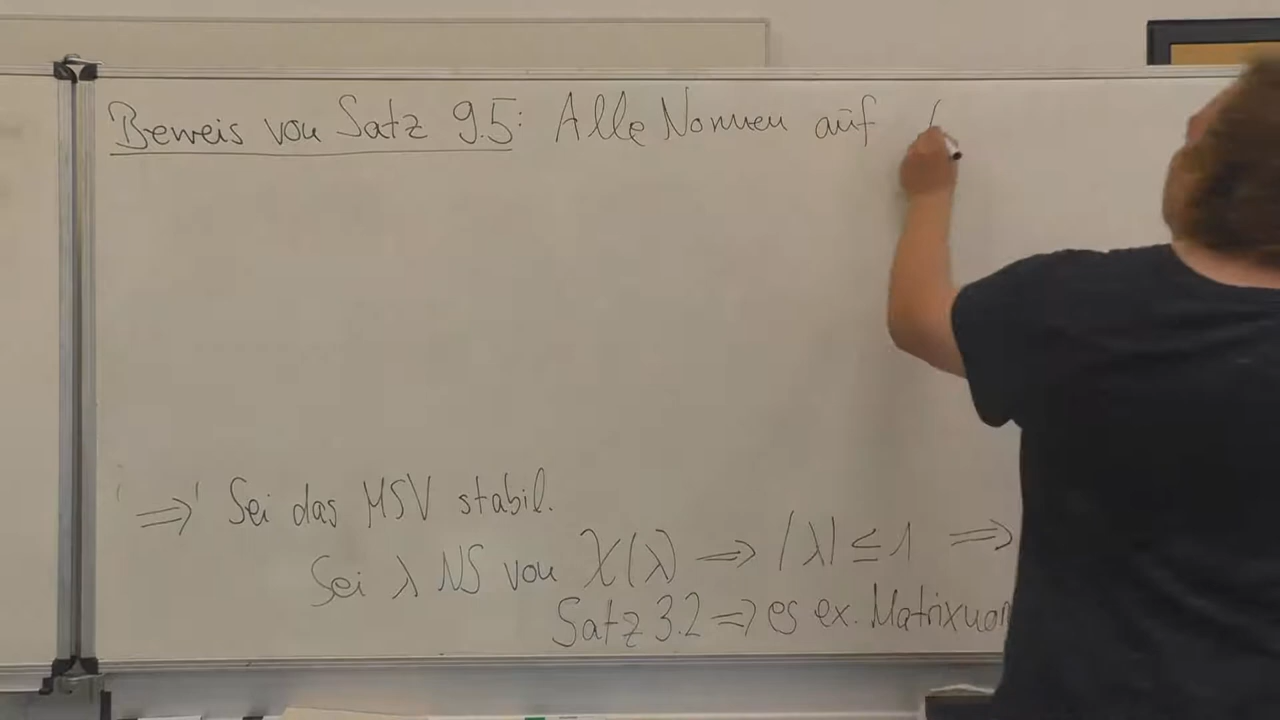 Beweis von Satz 9.5: Alle Normen auf (
'⇒' Sei das MSV stabil.
Sei λ NS von χ(λ) ⇒ |λ| ≤ 1 ⇒
Satz 3.2 ⇒ es ex. Matrixnor